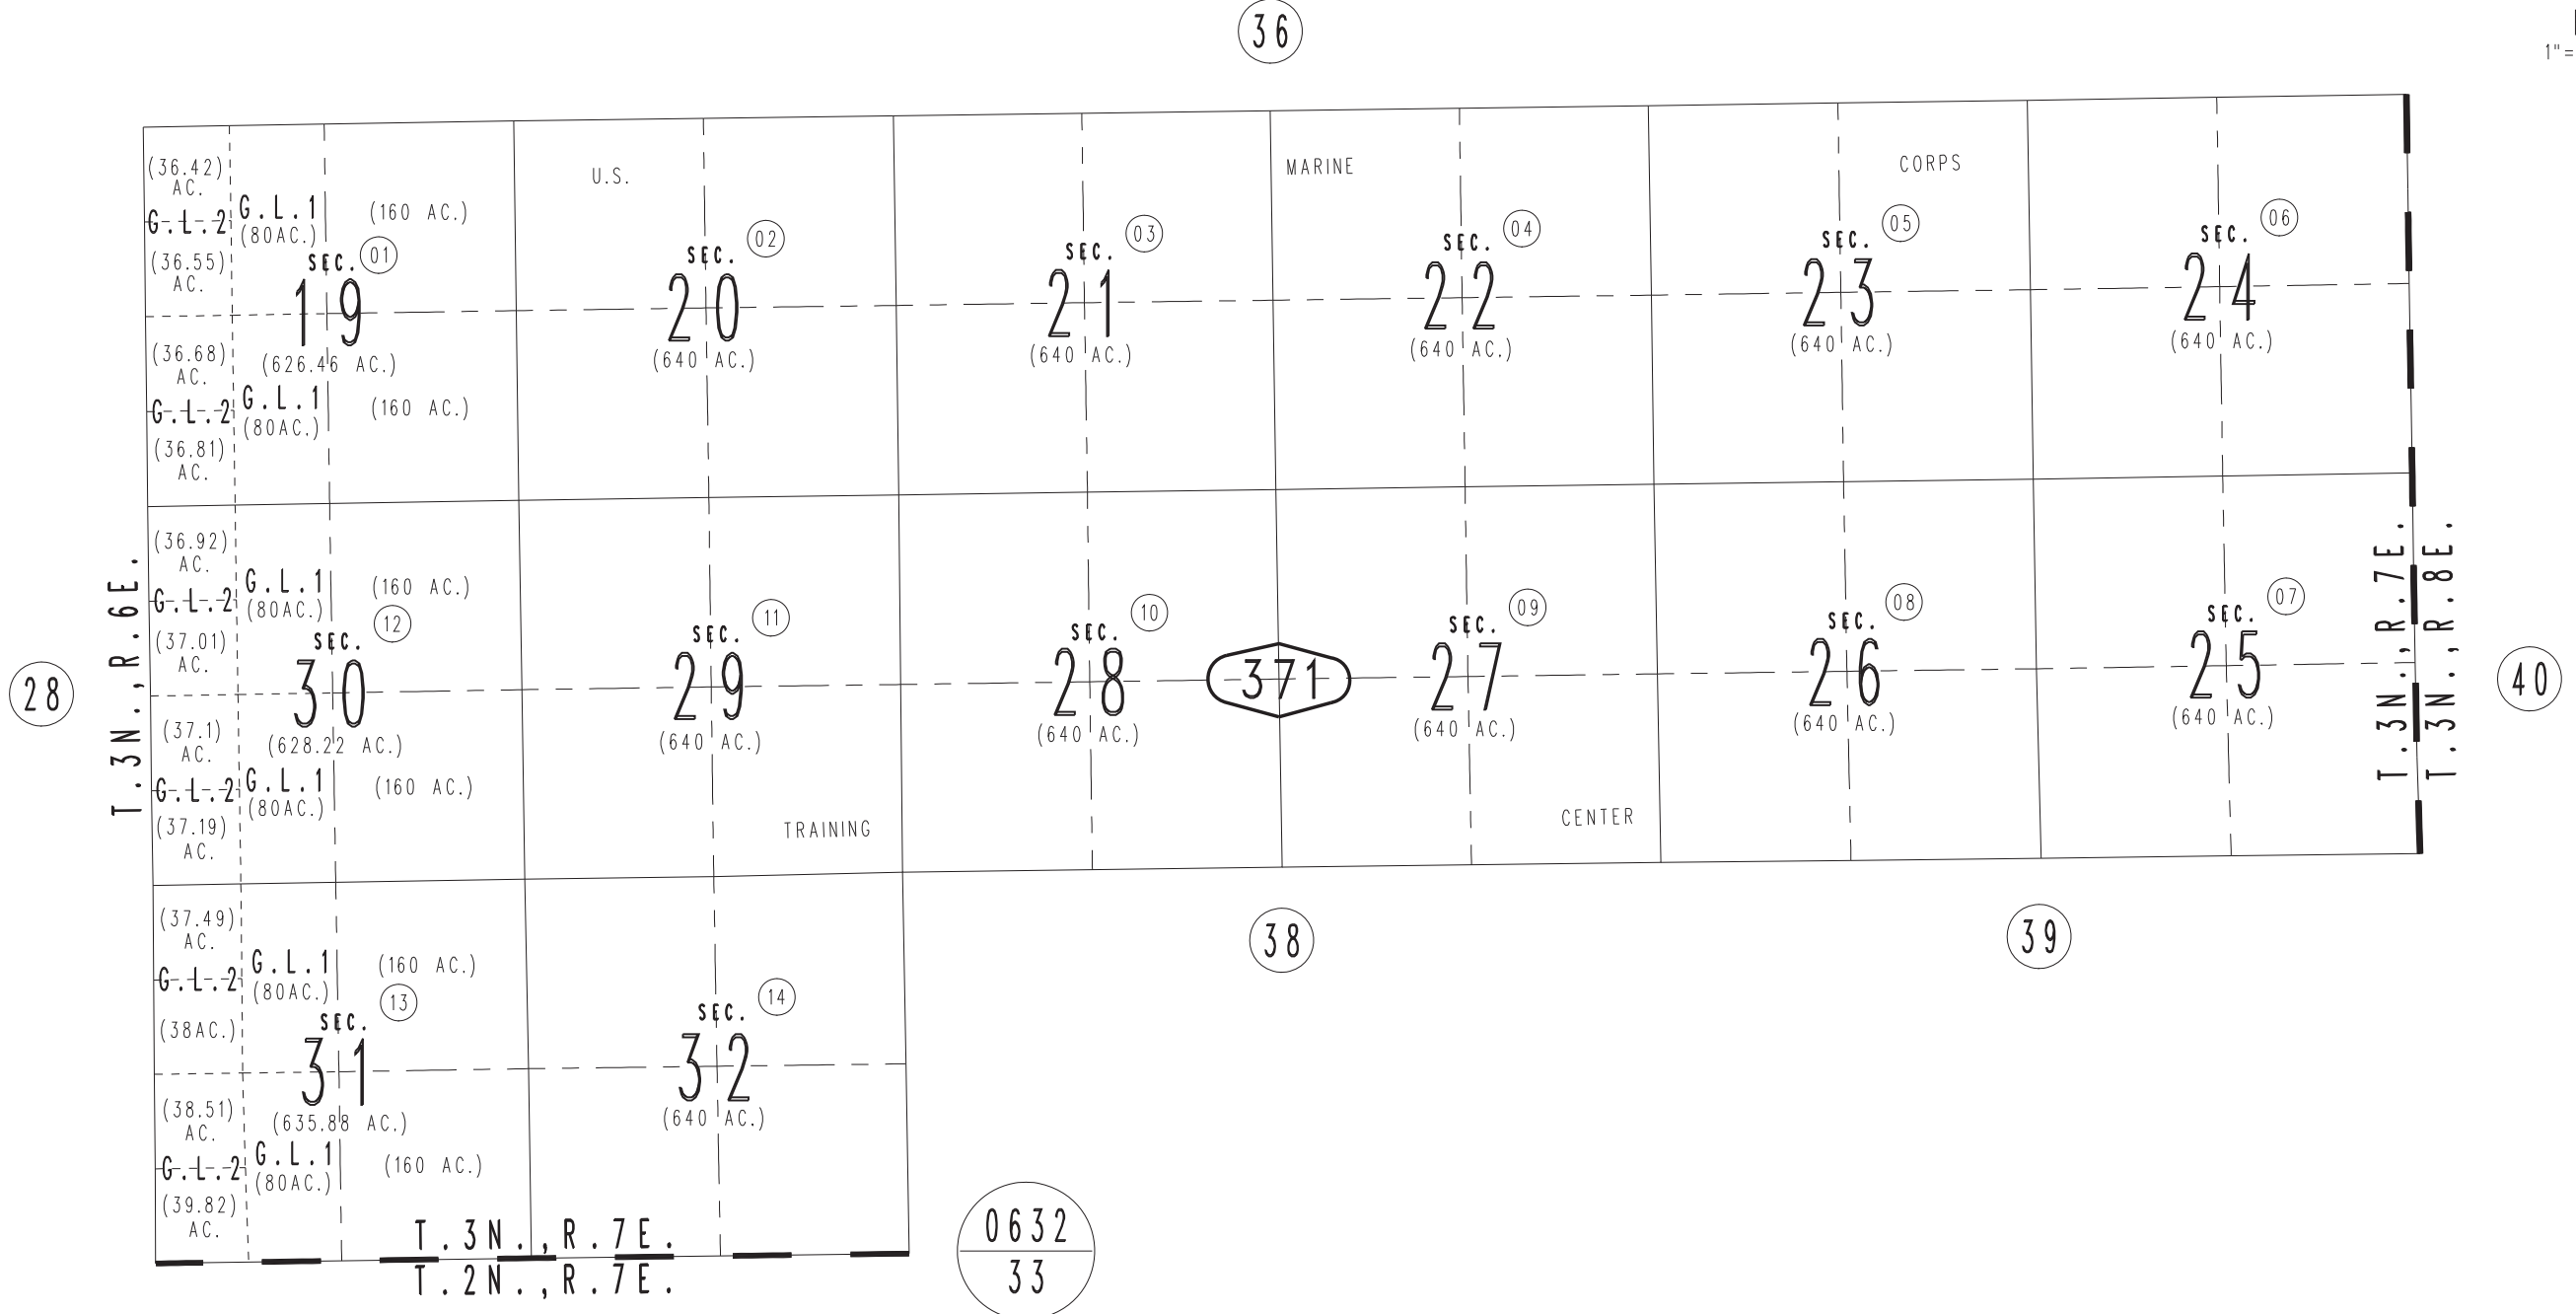 36
1"=
U.S.
MARINE
CORPS
(36.42)
AC.
G.L.2
G.L.1
(80AC.)
(160 AC.)
(36.55)
AC.
SEC.
01
19
(626.46 AC.)
(36.68)
AC.
G.L.2
G.L.1
(80AC.)
(160 AC.)
(36.81)
AC.
SEC.
02
20
(640 AC.)
SEC.
03
21
(640 AC.)
SEC.
04
22
(640 AC.)
SEC.
05
23
(640 AC.)
SEC.
06
24
(640 AC.)
T.3N.,R.6E.
28
(36.92)
AC.
G.L.2
G.L.1
(80AC.)
(160 AC.)
(37.01)
AC.
SEC.
12
30
(628.22 AC.)
(37.1)
AC.
G.L.2
G.L.1
(80AC.)
(160 AC.)
(37.19)
AC.
SEC.
11
29
(640 AC.)
SEC.
10
28
(640 AC.)
371
SEC.
09
27
(640 AC.)
SEC.
08
26
(640 AC.)
SEC.
07
25
(640 AC.)
T.3N.,R.7E.
T.3N.,R.8E.
40
TRAINING
CENTER
38
39
(37.49)
AC.
G.L.2
G.L.1
(80AC.)
(160 AC.)
(38AC.)
SEC.
13
31
(635.88 AC.)
(38.51)
AC.
G.L.2
G.L.1
(80AC.)
(160 AC.)
(39.82)
AC.
SEC.
14
32
(640 AC.)
T.3N.,R.7E.
T.2N.,R.7E.
0632
33